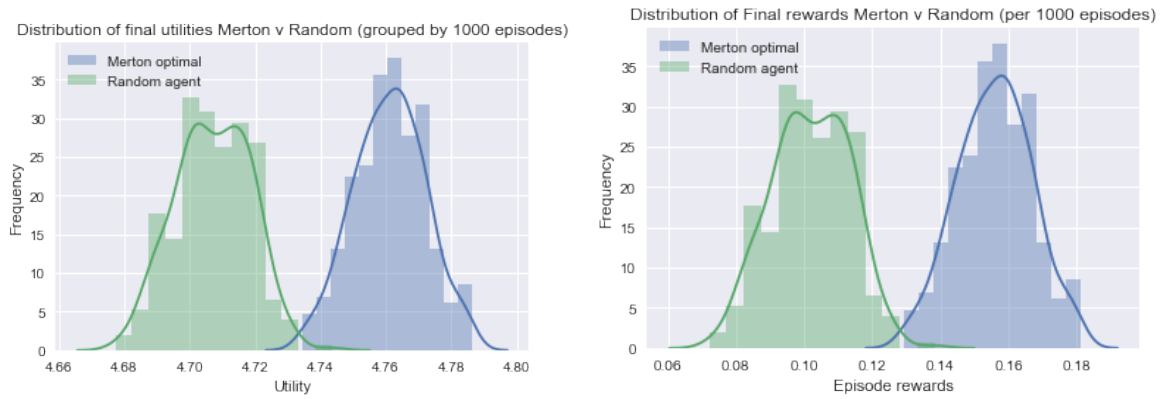 Distribution of final utilities Merton v Random (grouped by 1000 episodes)
Merton optimal
Random agent
Frequency
35
30
25
20
15
10
5
0
4.66 4.68 4.70 4.72 4.74 4.76 4.78 4.80
Utility
Distribution of Final rewards Merton v Random (per 1000 episodes)
Merton optimal
Random agent
Frequency
35
30
25
20
15
10
5
0
0.06 0.08 0.10 0.12 0.14 0.16 0.18
Episode rewards